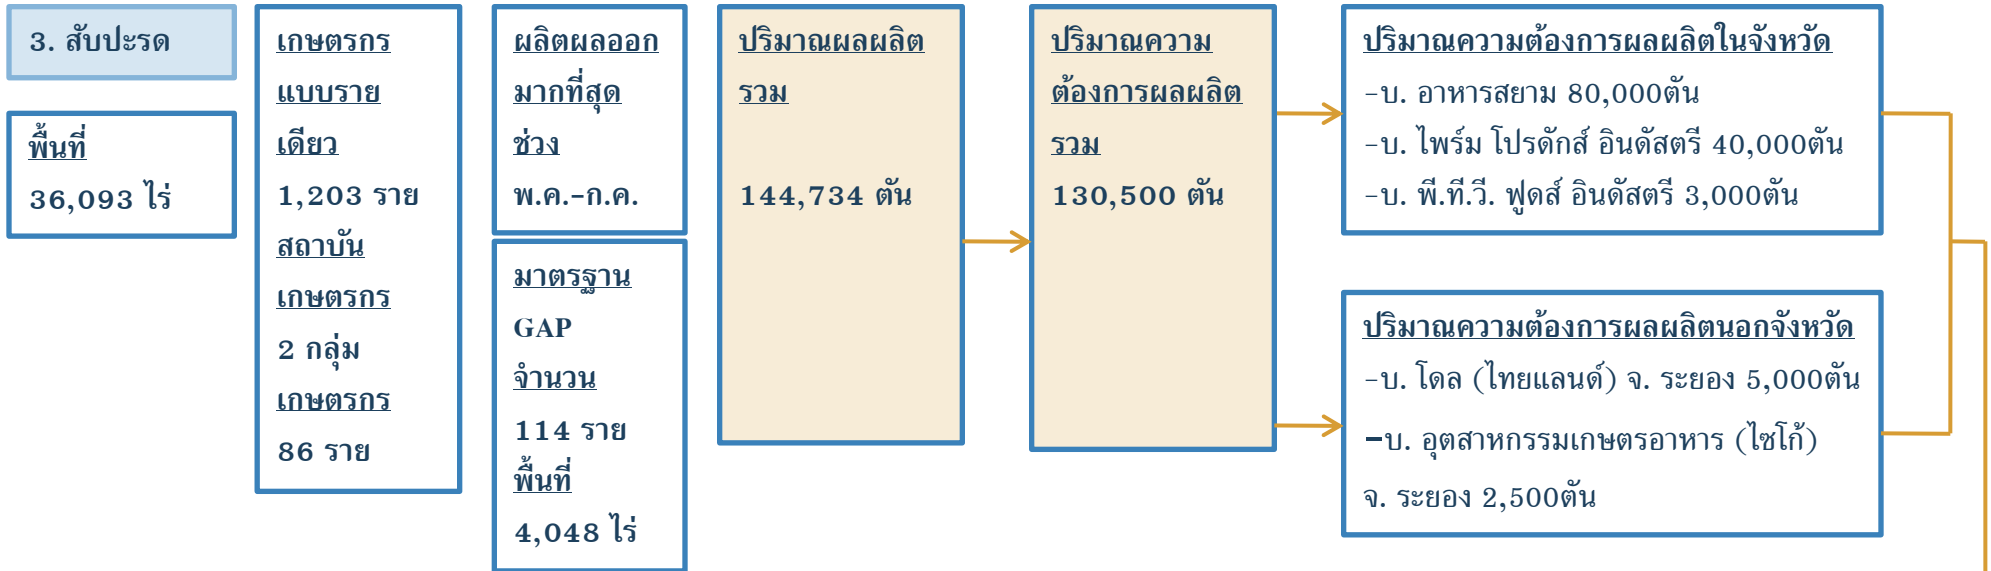 3. สับปะรด
พื้นที่
36,093 ไร่
เกษตรกร
แบบราย
เดียว
1,203 ราย
สถาบัน
เกษตรกร
2 กลุ่ม
เกษตรกร
86 ราย
ผลิตผลออก
มากที่สุด
ช่วง
พ.ค.-ก.ค.
มาตรฐาน
GAP
จำนวน
114 ราย
พื้นที่
4,048 ไร่
ปริมาณผลผลิต
รวม
144,734 ตัน
ปริมาณความ
ต้องการผลผลิต
รวม
130,500 ตัน
ปริมาณความต้องการผลผลิตในจังหวัด
-บ. อาหารสยาม 80,000ตัน
-บ. ไพร์ม โปรดักส์ อินดัสตรี 40,000ตัน
-บ. พี.ที.วี. ฟูดส์ อินดัสตรี 3,000ตัน
ปริมาณความต้องการผลผลิตนอกจังหวัด
-บ. โดล (ไทยแลนด์) จ. ระยอง 5,000ตัน
-บ. อุตสาหกรรมเกษตรอาหาร (ไซโก้)
จ. ระยอง 2,500ตัน